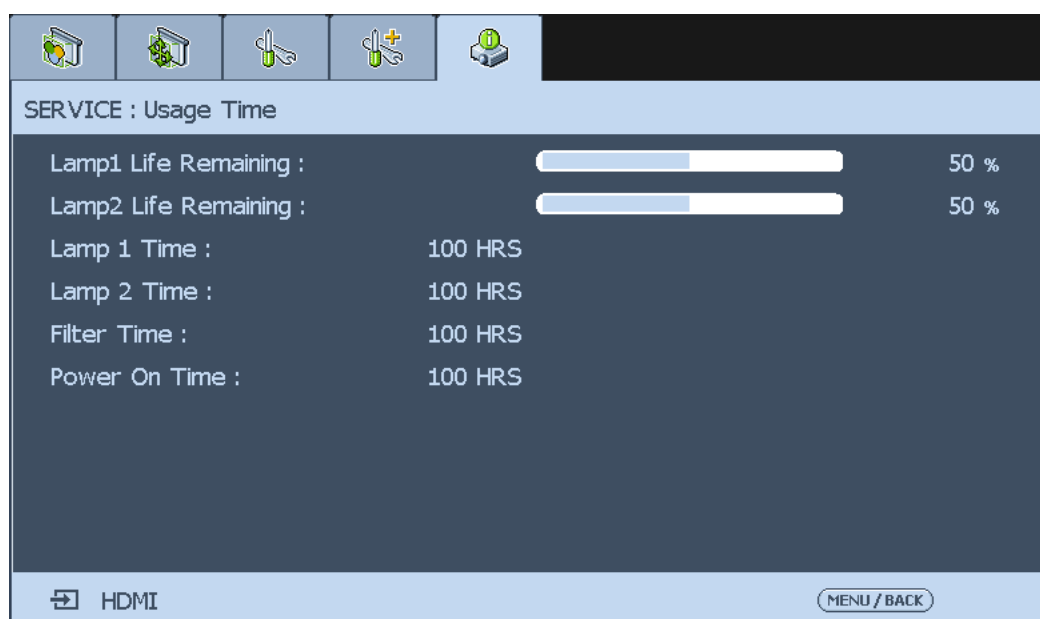 SERVICE : Usage Time
Lamp1 Life Remaining : 50 %
Lamp2 Life Remaining : 50 %
Lamp 1 Time : 100 HRS
Lamp 2 Time : 100 HRS
Filter Time : 100 HRS
Power On Time : 100 HRS
HDMI MENU / BACK